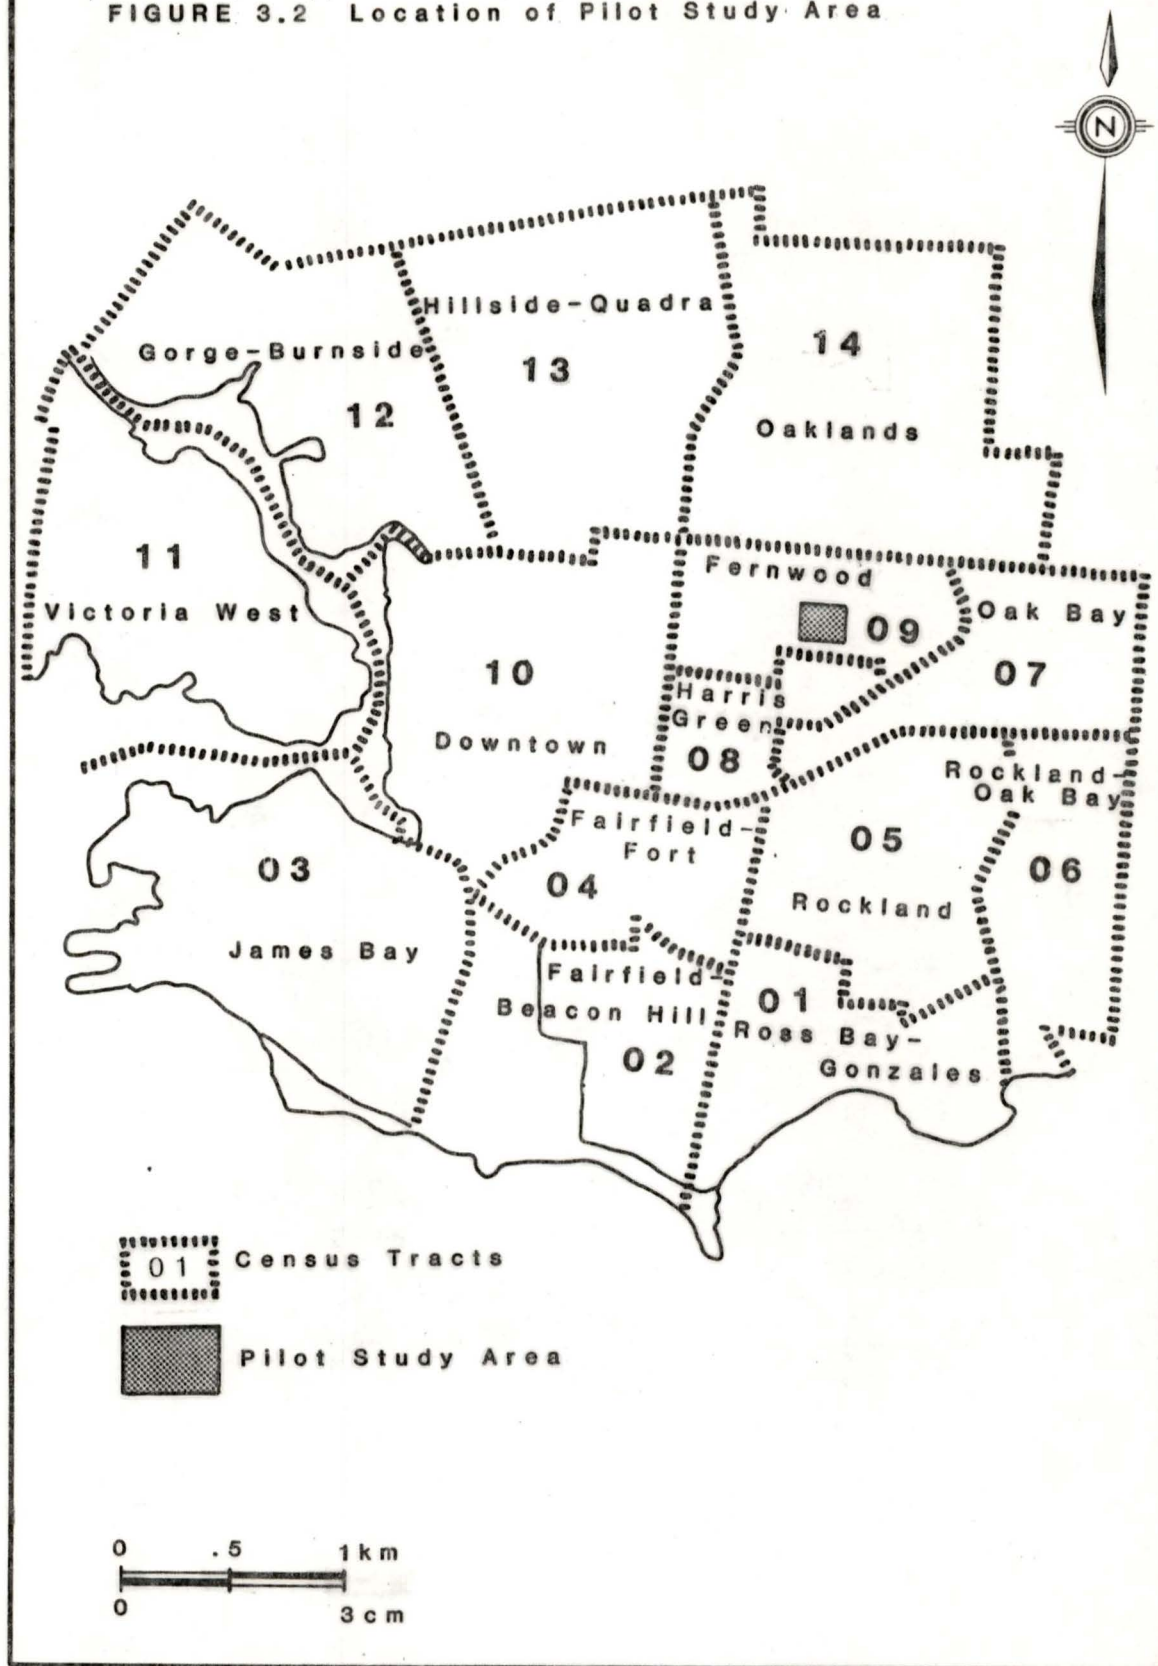 FIGURE 3.2 Location of Pilot Study Area
N
Hillside-Quadra
13
14
Oaklands
Gorge-Burnside
12
11
Victoria West
Fernwood
09
Oak Bay
07
10
Downtown
Harris
Green
08
Rockland-
Oak Bay
06
Fairfield-
Fort
04
05
Rockland
03
James Bay
Fairfield-
Beacon Hill
02
01
Ross Bay-
Gonzales
01 Census Tracts
Pilot Study Area
0 .5 1km
0 3cm